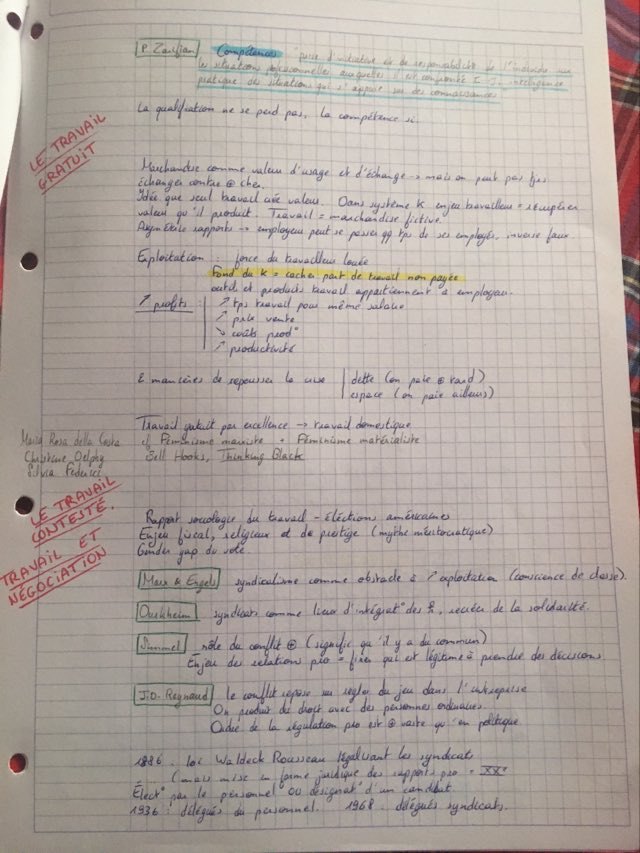 P. Zarifian Compétences "prise d'initiative et de responsabilité de l'individu sur
le situations professionnelles auxquelles il est confronté [...] intelligence
pratique des situations qui s'appuie sur des connaissances"
La qualification ne se perd pas, la compétence si.
LE TRAVAIL
GRATUIT
Marchandise comme valeur d'usage et d'échange → mais on peut pas tjrs
échanger contre ⊕ cher.
Idée que seul travail crée valeur. Dans système K enjeu travailleur = récupérer
valeur qu'il produit. Travail = marchandise fictive.
Asymétrie rapports → employeur peut se passer qq tps de ses employés, inverse faux.
Exploitation : force du travailleur louée
Fond du K = cacher part de travail non payée
outils et produits travail appartiennent à employeur.
↗ profits : ↗ tps travail pour même salaire
↗ prix vente
↘ coûts prod°
↗ productivité
2 manières de repousser la crise dette (on paie ⊕ tard)
espace (on paie ailleurs)
Travail gratuit par excellence → travail domestique
cf Féminisme marxiste + Féminisme matérialiste
Bell Hooks, Thinking Black
Maria Rosa della Costa
Christine Delphy
Silvia Federici
LE TRAVAIL
CONTESTÉ.
TRAVAIL ET
NÉGOCIATION
Rapport sociologie du travail - élections américaines
Enjeu fiscal, religieux et de prestige (mythe méritocratique)
Gender gap du vote.
Marx & Engels syndicalisme comme obstacle à l'exploitation (conscience de classe).
Durkheim syndicats comme lieux d'intégrat° des , recréer de la solidarité.
Simmel rôle du conflit ⊕ (signific qu'il y a du commun)
Enjeu des relations pro = fixer qui est légitime à prendre des décisions
J.D. Reynaud le conflit repose sur règles du jeu dans l'entreprise
On produit du droit avec des personnes ordinaires
Ordre de la régulation pro est ⊕ vaste qu'en politique
1886 : loi Waldeck Rousseau légalisant les syndicats
(mais mise en forme juridique des rapports pro = XXe
Élect° par le personnel OU désignat° d'un candidat
1936 : délégués du personnel. 1968 : délégués syndicats.